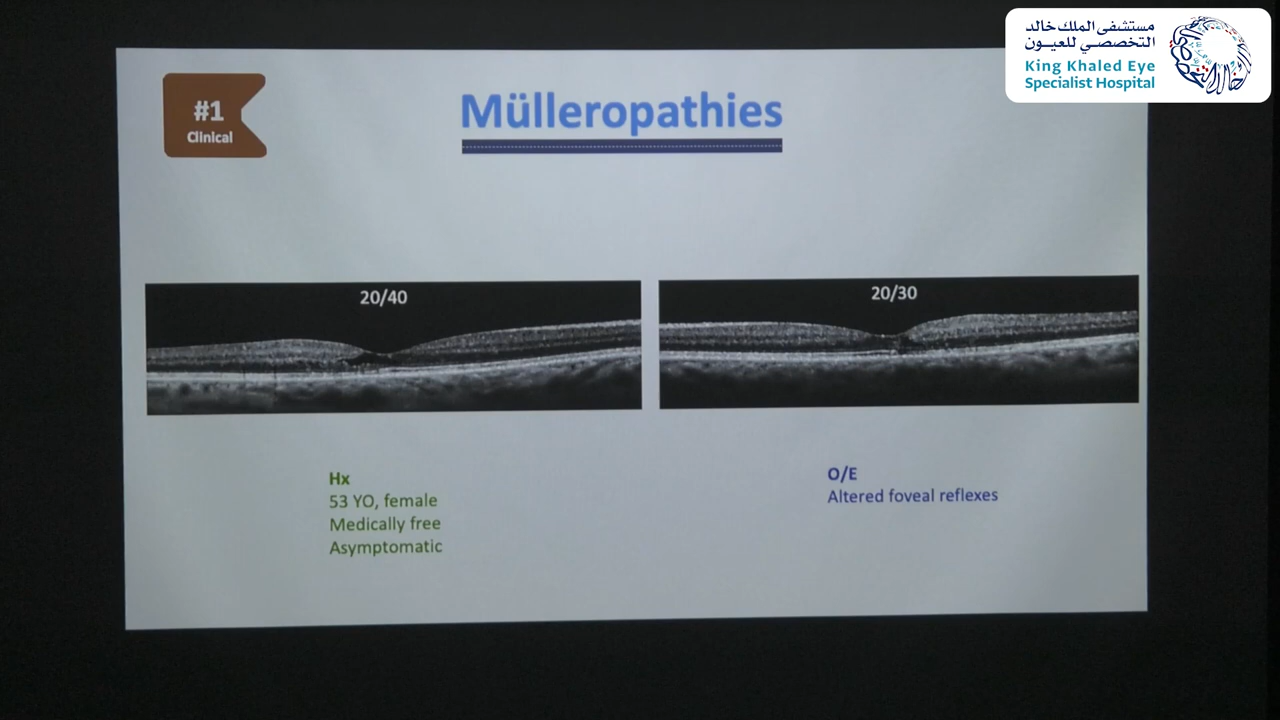 مستشفى الملك خالد
التخصصي للعيون
King Khaled Eye
Specialist Hospital
#1
Clinical
Mülleropathies
20/40
20/30
Hx
53 YO, female
Medically free
Asymptomatic
O/E
Altered foveal reflexes